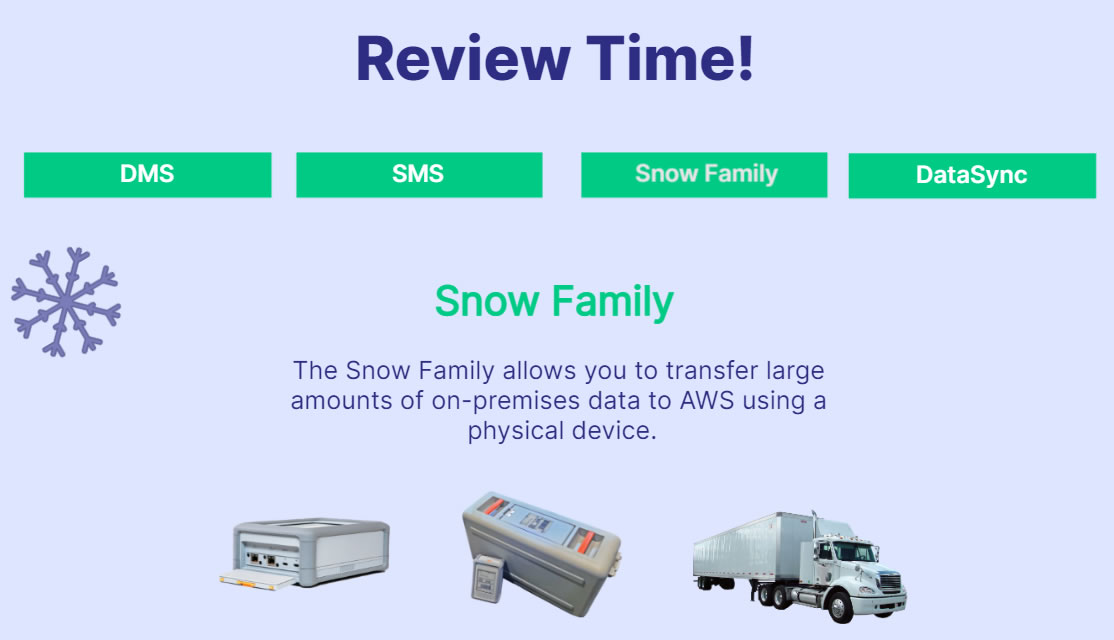 Review Time!
DMS
SMS
Snow Family
DataSync
Snow Family
The Snow Family allows you to transfer large
amounts of on-premises data to AWS using a
physical device.